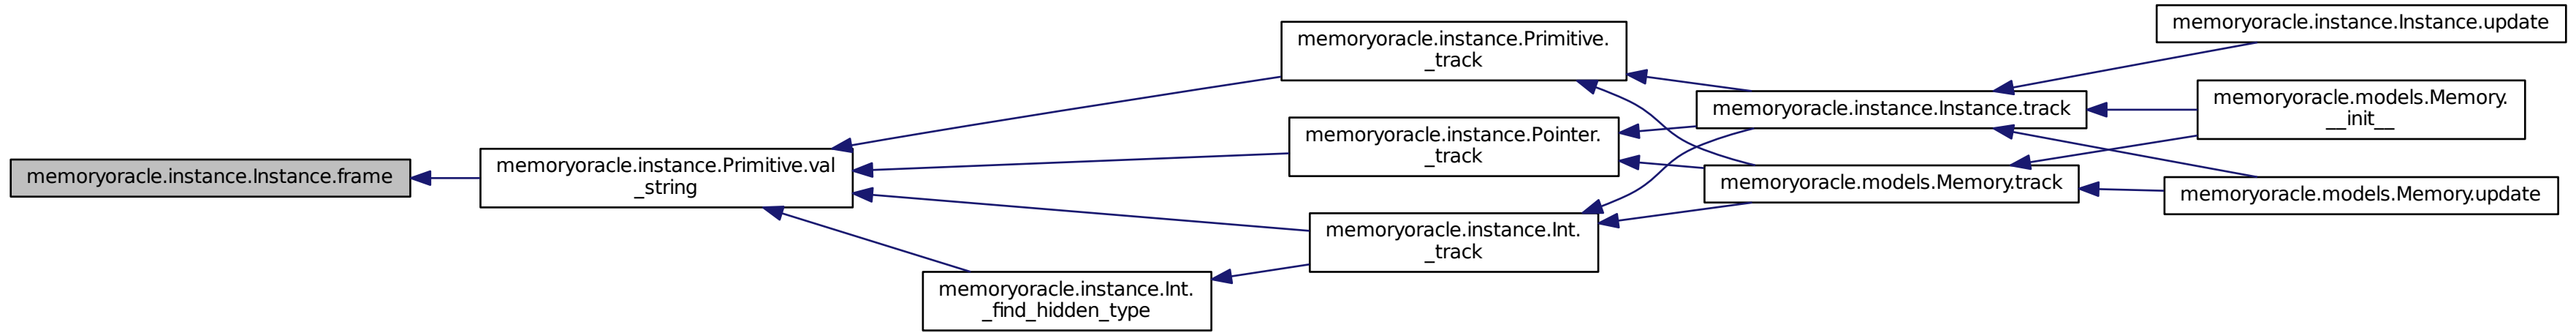 memoryoracle.instance.Instance.frame
memoryoracle.instance.Primitive.val
_string
memoryoracle.instance.Primitive.
_track
memoryoracle.instance.Pointer.
_track
memoryoracle.instance.Int.
_track
memoryoracle.instance.Int.
_find_hidden_type
memoryoracle.instance.Instance.track
memoryoracle.models.Memory.track
memoryoracle.instance.Instance.update
memoryoracle.models.Memory.
__init__
memoryoracle.models.Memory.update